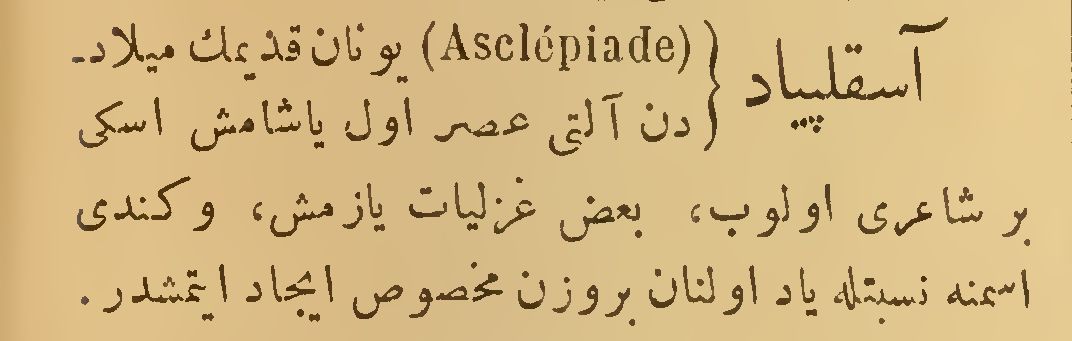 آسقلپیاد {(Asclépiade) یونان قدیمك میلاد-
دن آلتی عصر اول یاشامش اسکی
بر شاعری اولوب، بعض غزلیات یازمش، و کندی
اسمنه نسبتله یاد اولنان بروزن مخصوص ایجاد ایتمشدر.